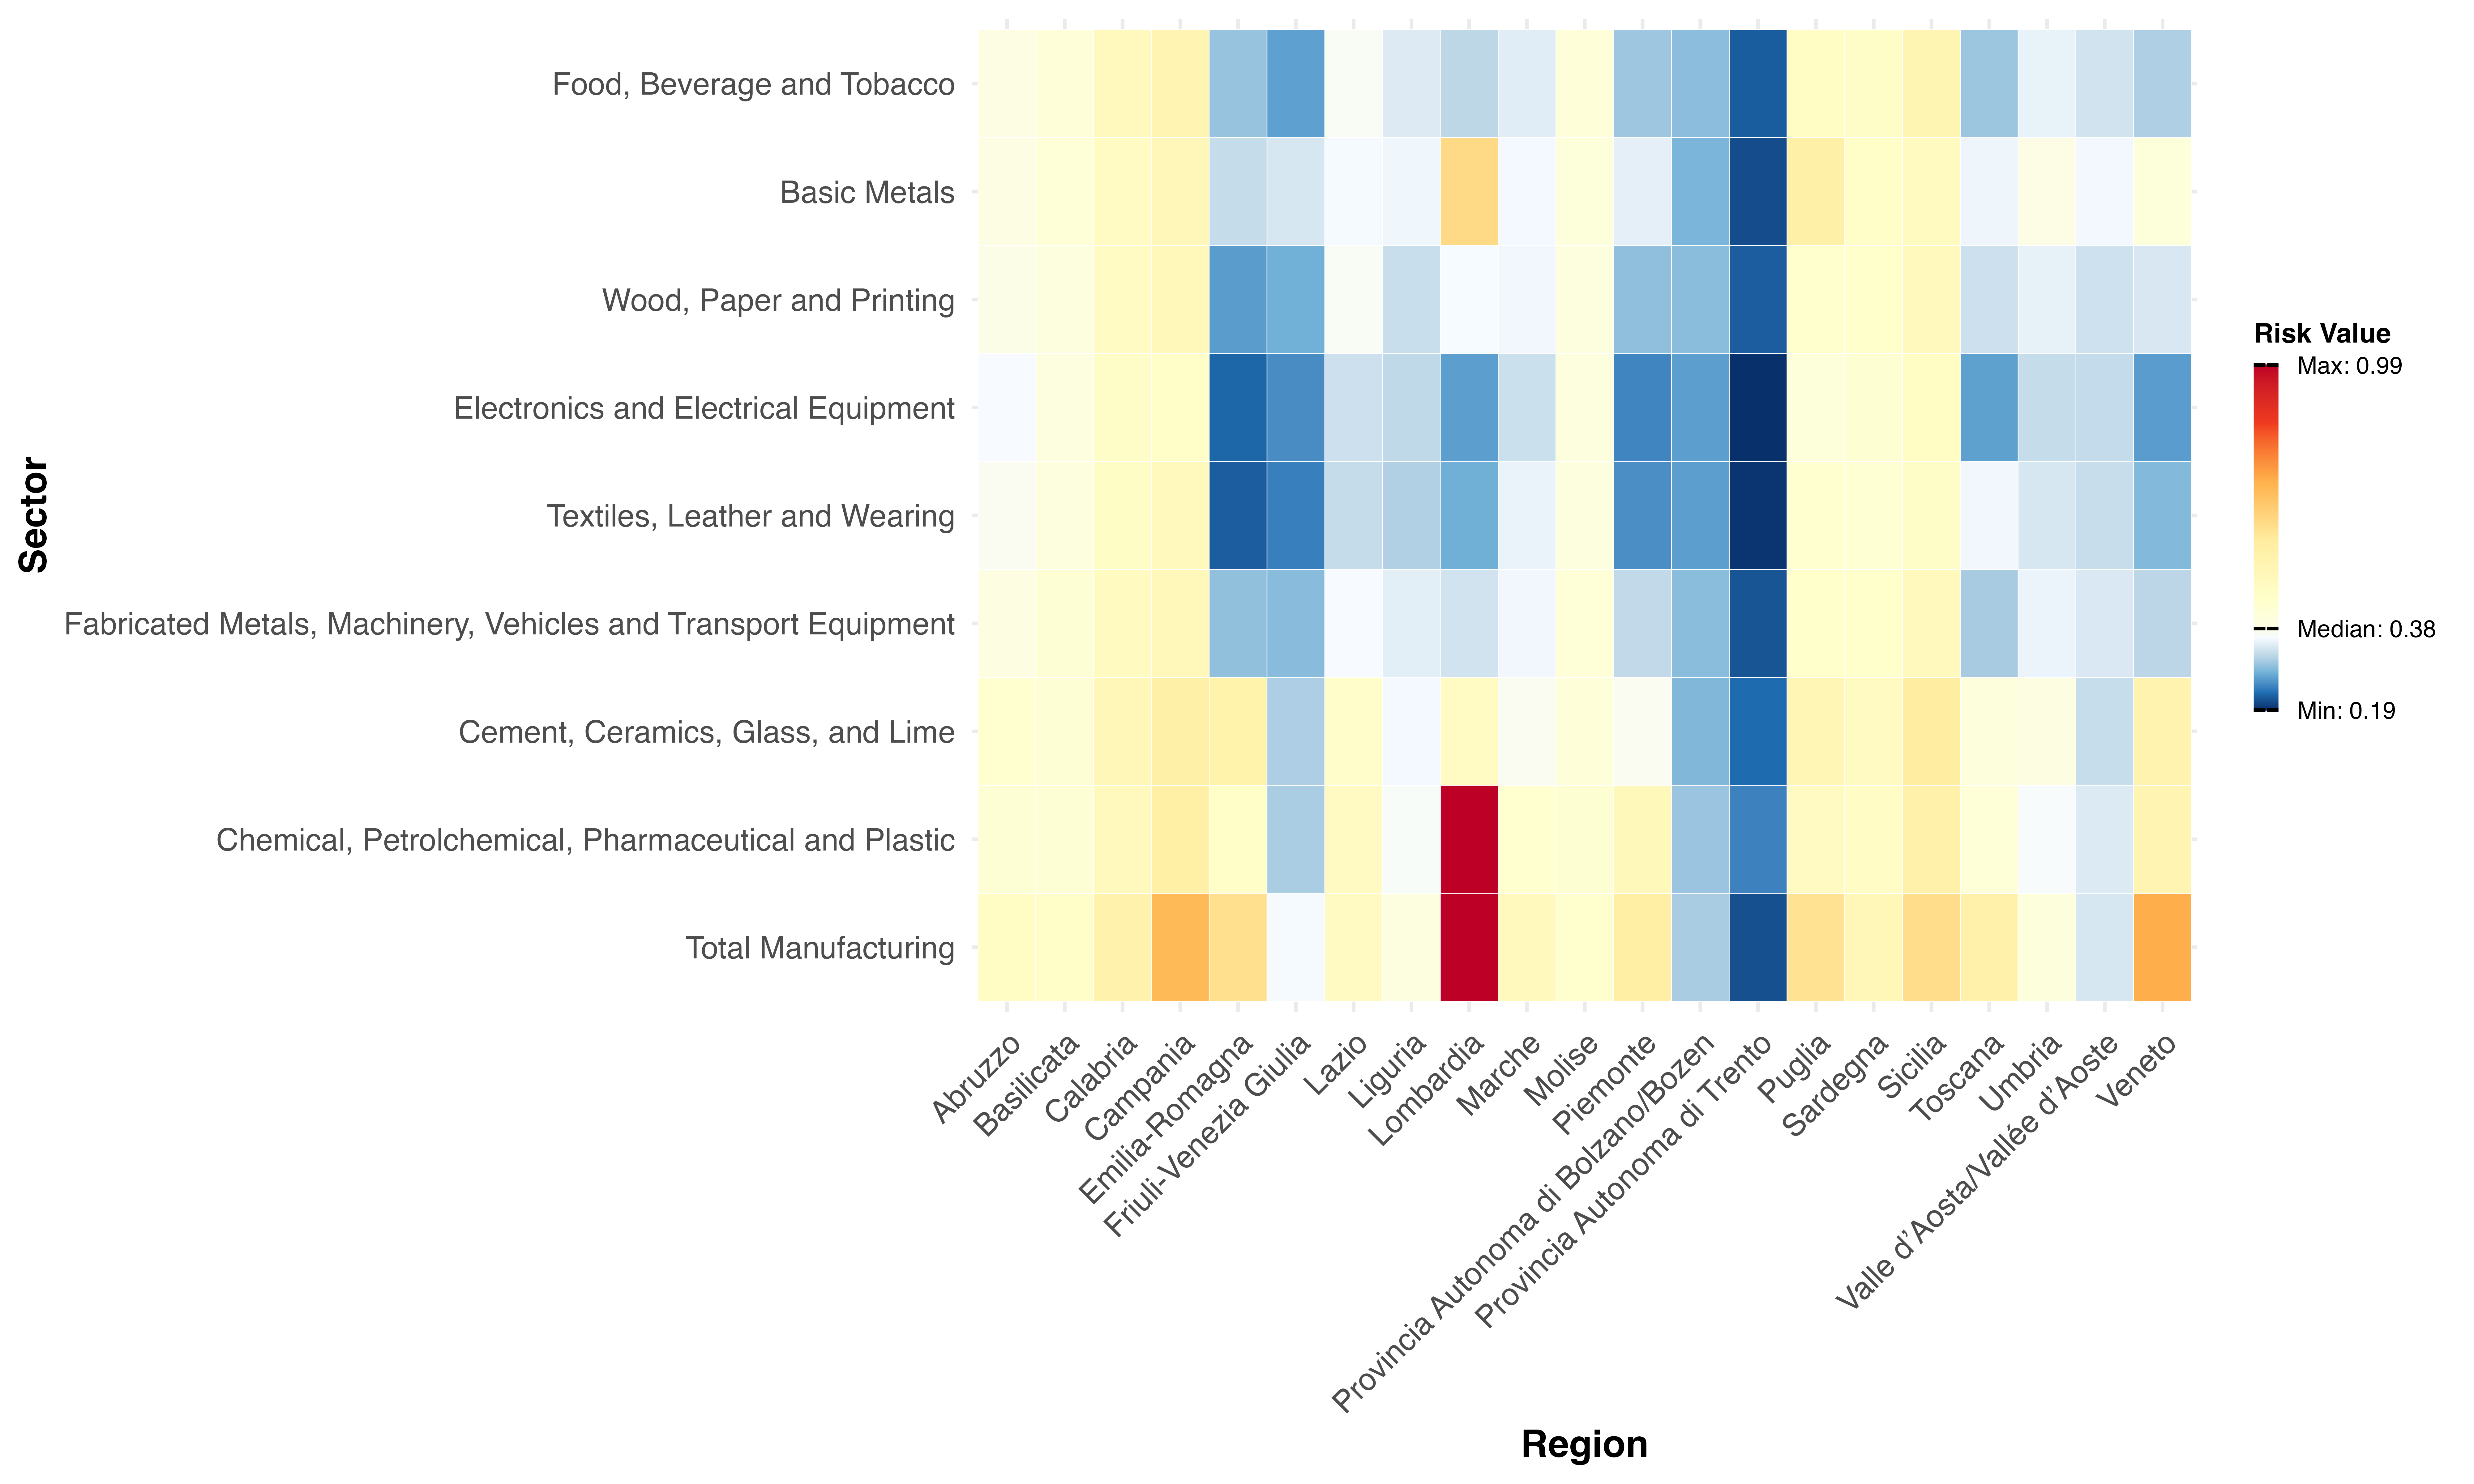 Food, Beverage and Tobacco
Basic Metals
Wood, Paper and Printing
Electronics and Electrical Equipment
Textiles, Leather and Wearing
Fabricated Metals, Machinery, Vehicles and Transport Equipment
Cement, Ceramics, Glass, and Lime
Chemical, Petrolchemical, Pharmaceutical and Plastic
Total Manufacturing
Sector
Abruzzo
Basilicata
Calabria
Campania
Emilia-Romagna
Friuli-Venezia Giulia
Lazio
Liguria
Lombardia
Marche
Molise
Piemonte
Provincia Autonoma di Bolzano/Bozen
Provincia Autonoma di Trento
Puglia
Sardegna
Sicilia
Toscana
Umbria
Valle d’Aosta/Vallée d’Aoste
Veneto
Region
Risk Value
Max: 0.99
Median: 0.38
Min: 0.19